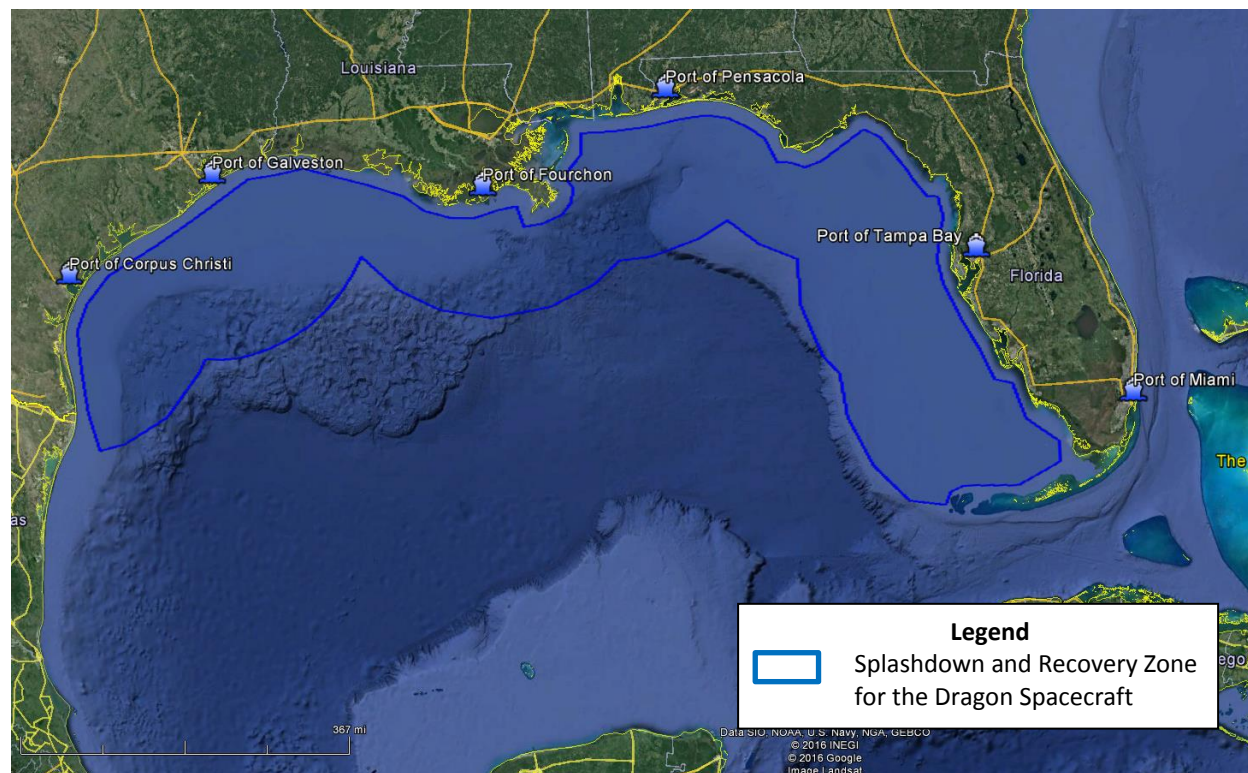 Louisiana
Port of Pensacola
Port of Galveston
Port of Fourchon
Port of Tampa Bay
Port of Corpus Christi
Florida
Port of Miami
The
as
Legend
Splashdown and Recovery Zone
for the Dragon Spacecraft
ego
367 mi
Data SIO, NOAA, U.S. Navy, NGA, GEBCO
© 2016 INEGI
© 2016 Google
Image Landsat